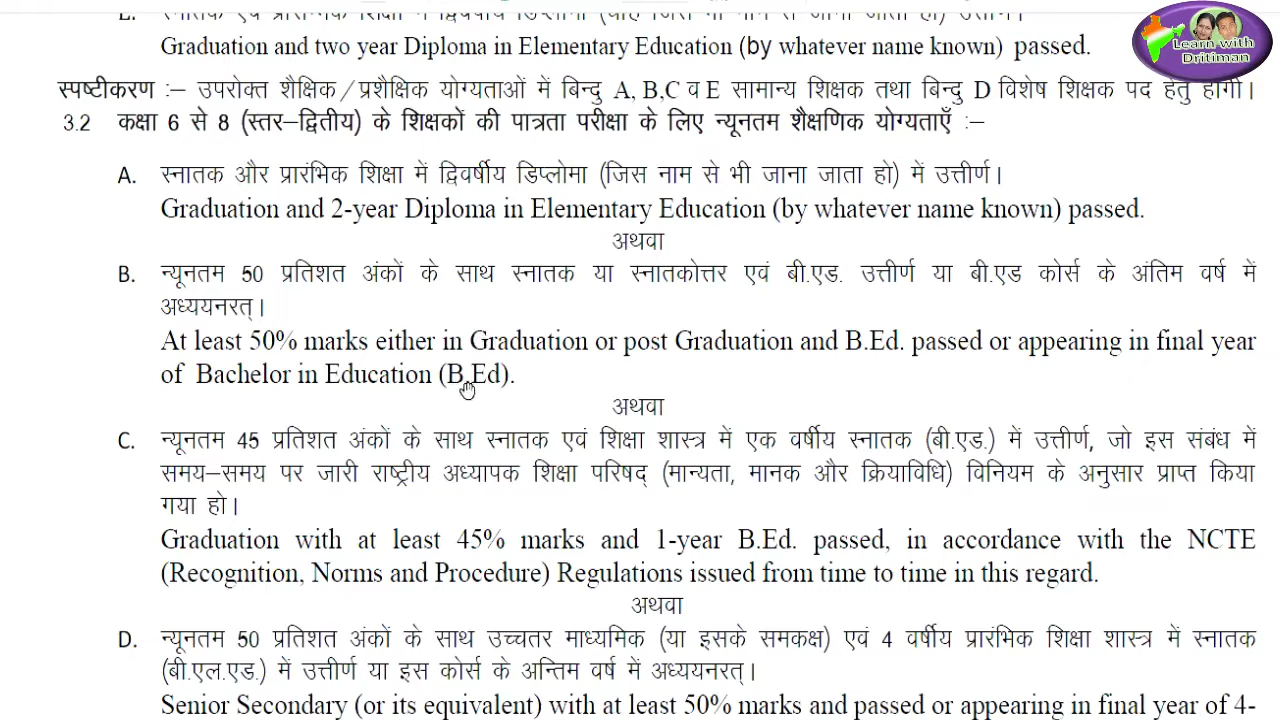 E. स्नातक एवं प्रारम्भिक शिक्षा में द्विवर्षीय डिप्लोमा (चाहे जिस भी नाम से जाना जाता हो) उत्तीर्ण।
Graduation and two year Diploma in Elementary Education (by whatever name known) passed.
Learn with
Dritiman
स्पष्टीकरण :– उपरोक्त शैक्षिक/प्रशैक्षिक योग्यताओं में बिन्दु A, B,C व E सामान्य शिक्षक तथा बिन्दु D विशेष शिक्षक पद हेतु होगी।
3.2 कक्षा 6 से 8 (स्तर–द्वितीय) के शिक्षकों की पात्रता परीक्षा के लिए न्यूनतम शैक्षणिक योग्यताएँ :–
A. स्नातक और प्रारंभिक शिक्षा में द्विवर्षीय डिप्लोमा (जिस नाम से भी जाना जाता हो) में उत्तीर्ण।
Graduation and 2-year Diploma in Elementary Education (by whatever name known) passed.
अथवा
B. न्यूनतम 50 प्रतिशत अंकों के साथ स्नातक या स्नातकोत्तर एवं बी.एड. उत्तीर्ण या बी.एड कोर्स के अंतिम वर्ष में
अध्ययनरत्।
At least 50% marks either in Graduation or post Graduation and B.Ed. passed or appearing in final year
of Bachelor in Education (B.Ed).
अथवा
C. न्यूनतम 45 प्रतिशत अंकों के साथ स्नातक एवं शिक्षा शास्त्र में एक वर्षीय स्नातक (बी.एड.) में उत्तीर्ण, जो इस संबंध में
समय–समय पर जारी राष्ट्रीय अध्यापक शिक्षा परिषद् (मान्यता, मानक और क्रियाविधि) विनियम के अनुसार प्राप्त किया
गया हो।
Graduation with at least 45% marks and 1-year B.Ed. passed, in accordance with the NCTE
(Recognition, Norms and Procedure) Regulations issued from time to time in this regard.
अथवा
D. न्यूनतम 50 प्रतिशत अंकों के साथ उच्चतर माध्यमिक (या इसके समकक्ष) एवं 4 वर्षीय प्रारंभिक शिक्षा शास्त्र में स्नातक
(बी.एल.एड.) में उत्तीर्ण या इस कोर्स के अन्तिम वर्ष में अध्ययनरत्।
Senior Secondary (or its equivalent) with at least 50% marks and passed or appearing in final year of 4-